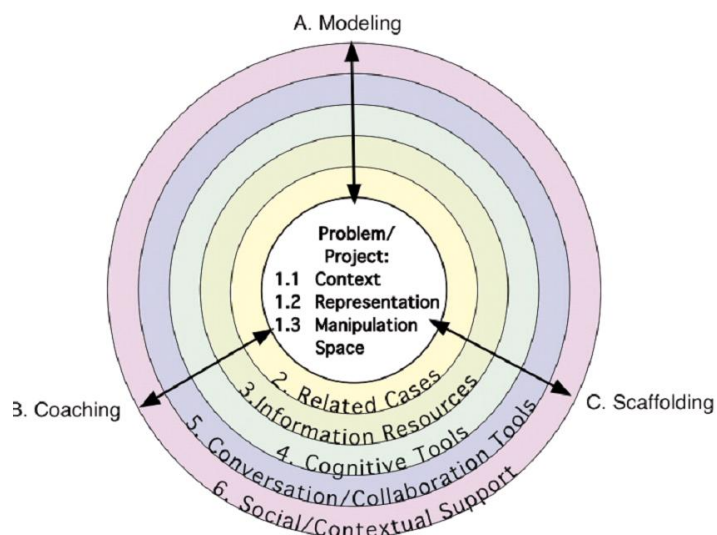 A. Modeling
Problem/
Project:
1.1 Context
1.2 Representation
1.3 Manipulation
Space
2. Related Cases
3.Information Resources
4. Cognitive Tools
5. Conversation/Collaboration Tools
6. Social/Contextual Support
B. Coaching
C. Scaffolding